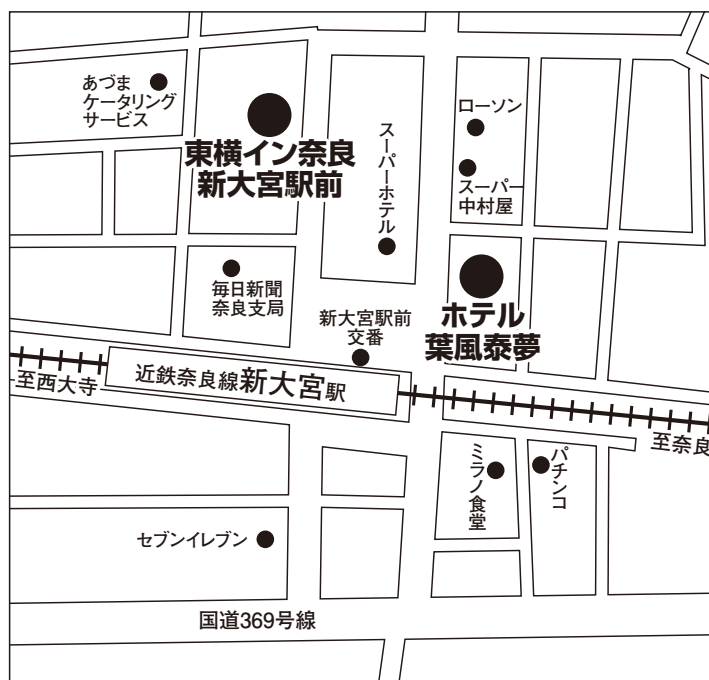 あづま
ケータリング
サービス
東横イン奈良
新大宮駅前
スーパーホテル
ローソン
スーパー
中村屋
毎日新聞
奈良支局
新大宮駅前
交番
ホテル
葉風泰夢
近鉄奈良線新大宮駅
至西大寺
至奈良
ミラノ食堂
パチンコ
セブンイレブン
国道369号線